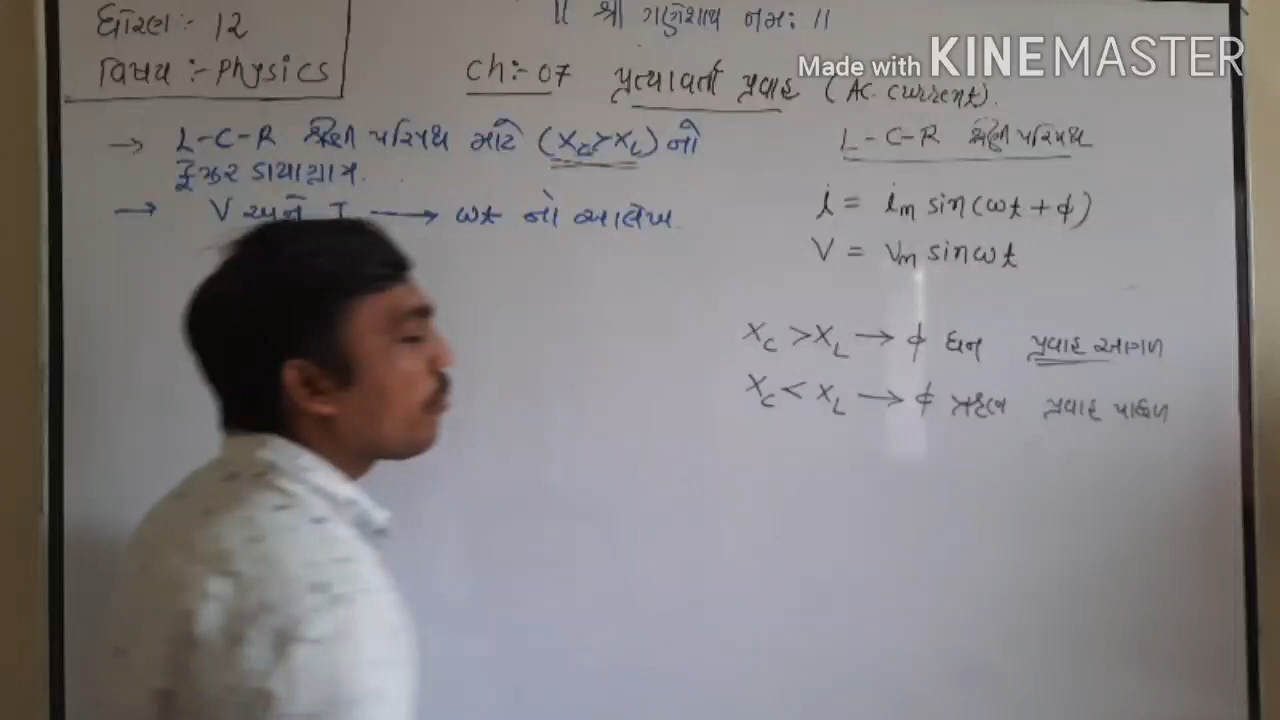 ॥ श्री ગણેશાય નમઃ ॥
ધોરણ :- 12
વિષય :- Physics
Ch:- 07 પ્રત્યાવર્તી પ્રવાહ (AC. Current).
Made with KINEMASTER
→ L-C-R શ્રેણી પરિપથ માટે (Xc>XL) નો
ફેઝર ડાયાગ્રામ.
→ V અને I → ωt નો આલેખ
L-C-R શ્રેણી પરિપથ
i = im sin(ωt + ϕ)
V = Vm sinωt
Xc > XL → ϕ ધન પ્રવાહ આગળ
Xc < XL → ϕ ઋણ પ્રવાહ પાછળ